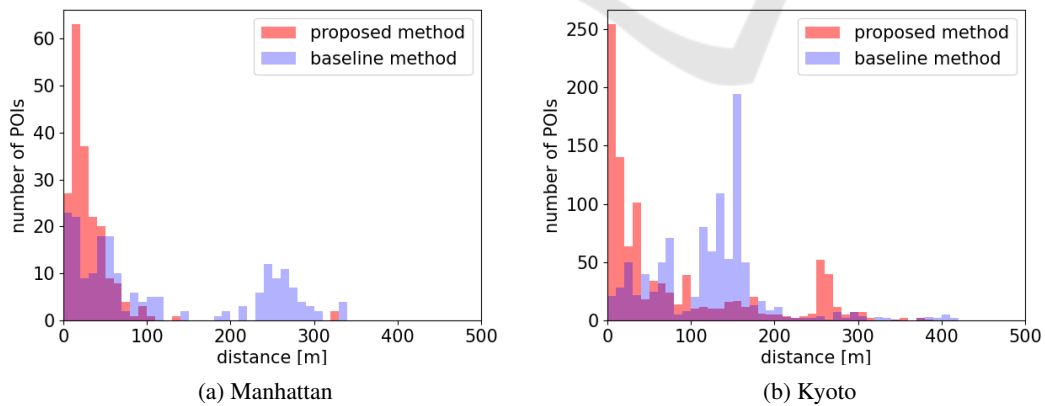 60
50
40
30
20
10
0
number of POIs
proposed method
baseline method
0 100 200 300 400 500
distance [m]
(a) Manhattan
250
200
150
100
50
0
number of POIs
proposed method
baseline method
0 100 200 300 400 500
distance [m]
(b) Kyoto